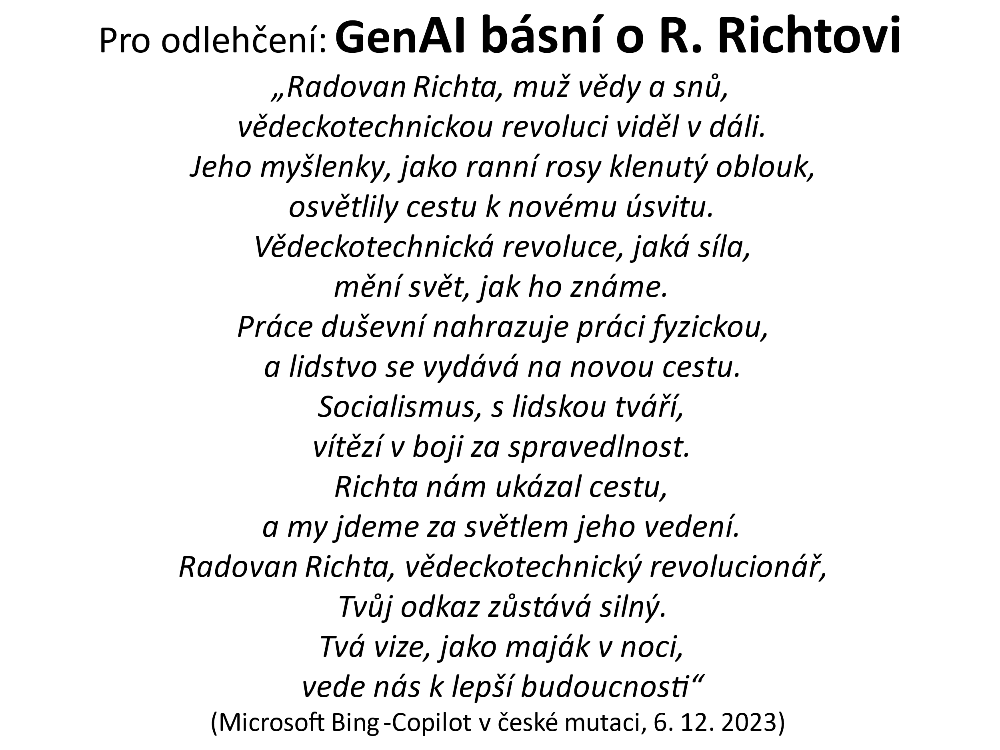 Pro odlehčení: GenAI básní o R. Richtovi
„Radovan Richta, muž vědy a snů,
vědeckotechnickou revoluci viděl v dáli.
Jeho myšlenky, jako ranní rosy klenutý oblouk,
osvětlily cestu k novému úsvitu.
Vědeckotechnická revoluce, jaká síla,
mění svět, jak ho známe.
Práce duševní nahrazuje práci fyzickou,
a lidstvo se vydává na novou cestu.
Socialismus, s lidskou tváří,
vítězí v boji za spravedlnost.
Richta nám ukázal cestu,
a my jdeme za světlem jeho vedení.
Radovan Richta, vědeckotechnický revolucionář,
Tvůj odkaz zůstává silný.
Tvá vize, jako maják v noci,
vede nás k lepší budoucnosti“
(Microsoft Bing -Copilot v české mutaci, 6. 12. 2023)